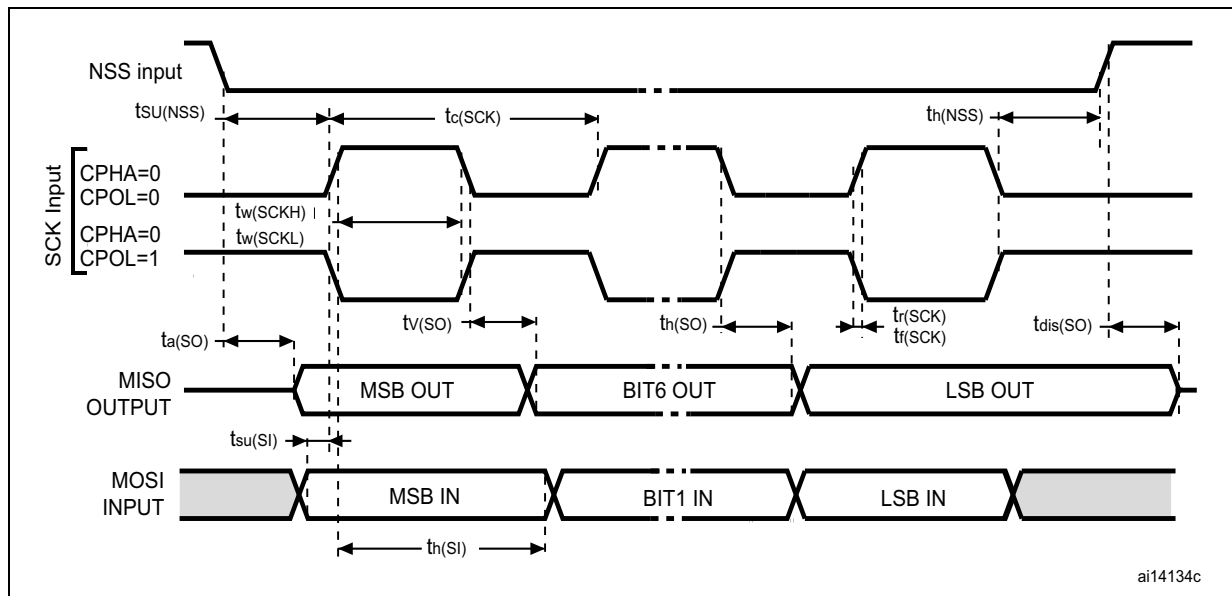 NSS input
tSU(NSS)
tc(SCK)
th(NSS)
SCK Input
CPHA=0
CPOL=0
tw(SCKH)
CPHA=0
tw(SCKL)
CPOL=1
tV(SO)
th(SO)
tr(SCK)
tf(SCK)
tdis(SO)
ta(SO)
MISO
OUTPUT
MSB OUT
BIT6 OUT
LSB OUT
tsu(SI)
MOSI
INPUT
MSB IN
BIT1 IN
LSB IN
th(SI)
ai14134c